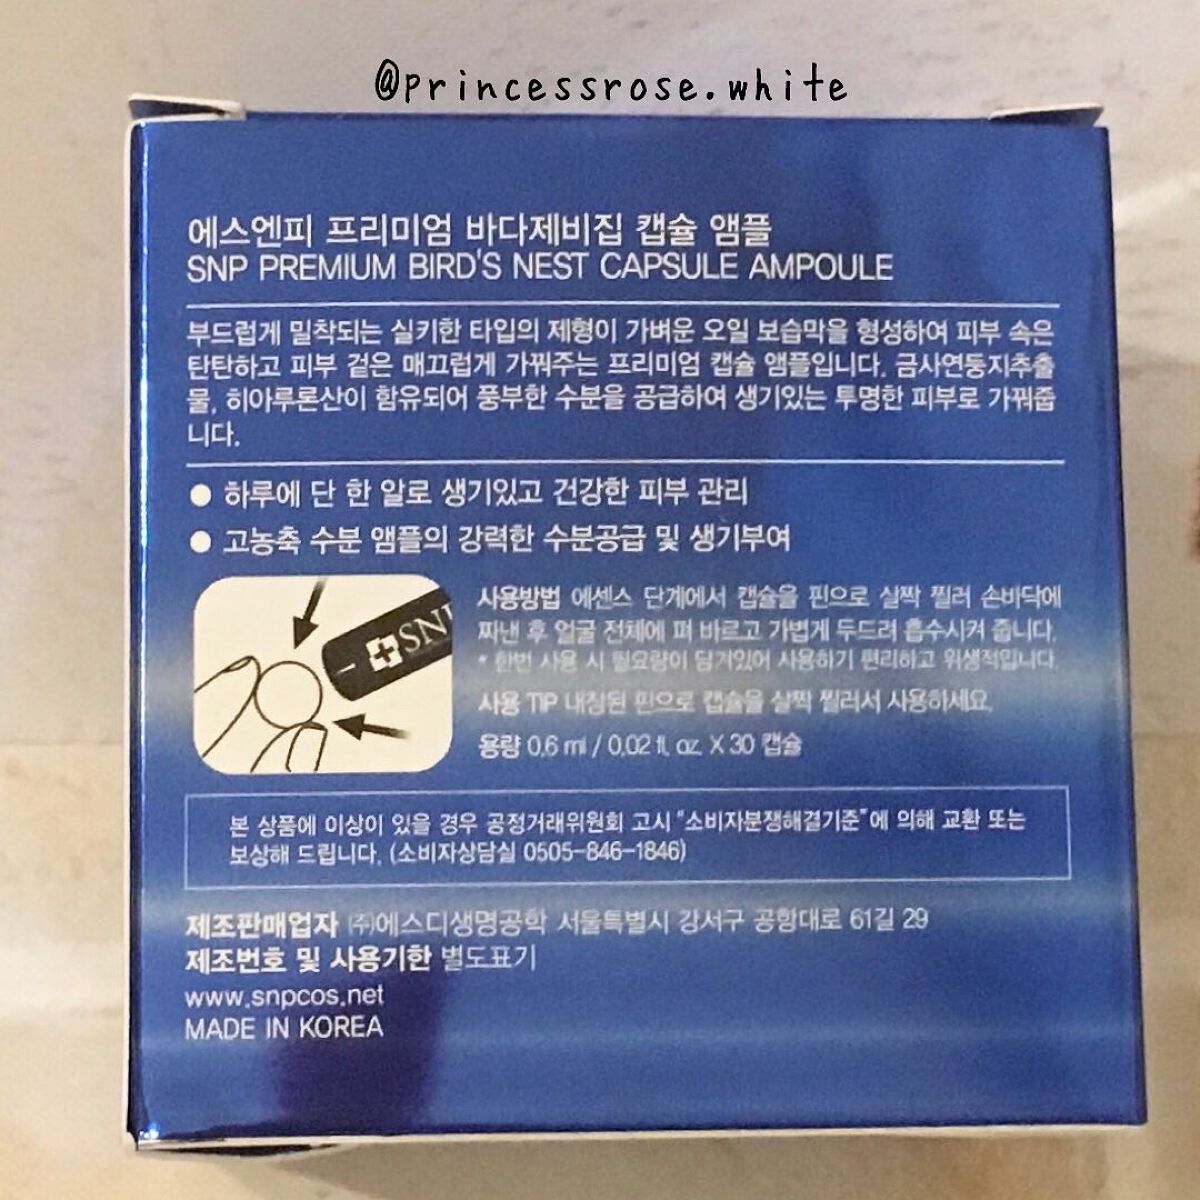 @princessrose.white
에스엔피 프리미엄 바다제비집 캡슐 앰플
SNP PREMIUM BIRD'S NEST CAPSULE AMPOULE
부드럽게 밀착되는 실키한 타입의 제형이 가벼운 오일 보습막을 형성하여 피부 속은
탄탄하고 피부 겉은 매끄럽게 가꿔주는 프리미엄 캡슐 앰플입니다. 금사연둥지추출
물, 히아루론산이 함유되어 풍부한 수분을 공급하여 생기있는 투명한 피부로 가꿔줍
니다.
● 하루에 단 한 알로 생기있고 건강한 피부 관리
● 고농축 수분 앰플의 강력한 수분공급 및 생기부여
SNP
사용방법 에센스 단계에서 캡슐을 핀으로 살짝 찔러 손바닥에
짜낸 후 얼굴 전체에 펴 바르고 가볍게 두드려 흡수시켜 줍니다.
* 한번 사용 시 필요량이 담겨있어 사용하기 편리하고 위생적입니다.
사용 TIP 내장된 핀으로 캡슐을 살짝 찔러서 사용하세요.
용량 0.6 ml / 0.02 fl. oz. X 30 캡슐
본 상품에 이상이 있을 경우 공정거래위원회 고시 "소비자분쟁해결기준"에 의해 교환 또는
보상해 드립니다. (소비자상담실 0505-846-1846)
제조판매업자 (주)에스디생명공학 서울특별시 강서구 공항대로 61길 29
제조번호 및 사용기한 별도표기
www.snpcos.net
MADE IN KOREA